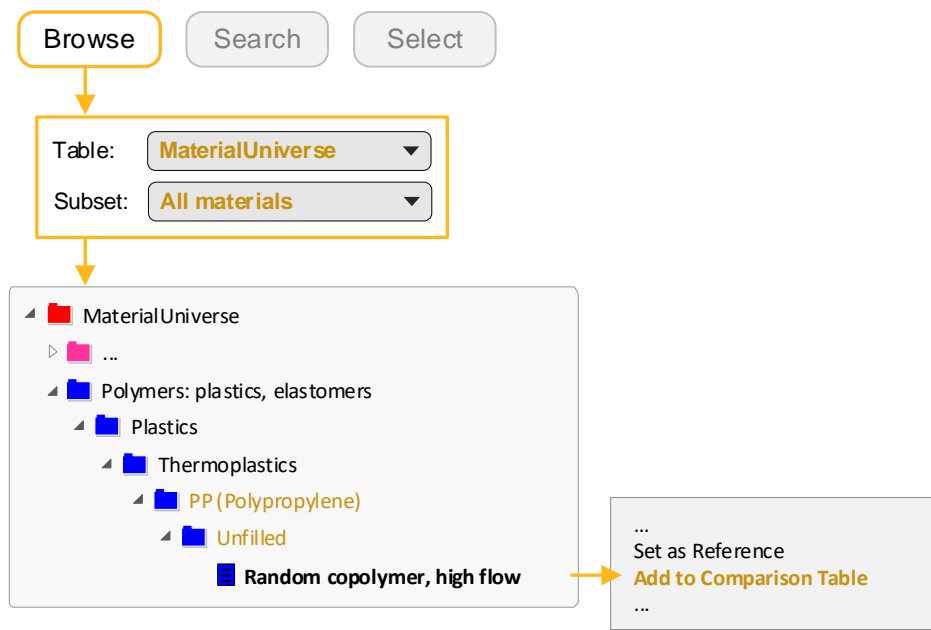 Browse Search Select
Table: MaterialUniverse
Subset: All materials
MaterialUniverse
...
Polymers: plastics, elastomers
Plastics
Thermoplastics
PP (Polypropylene)
Unfilled
Random copolymer, high flow
...
Set as Reference
Add to Comparison Table
...